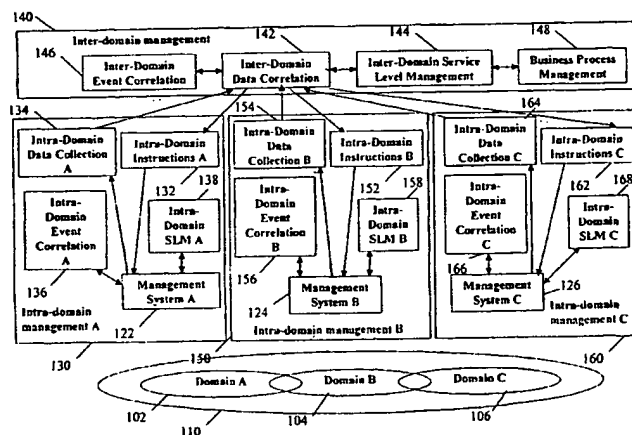 140
142
144
148
146
Inter-domain management
Inter-Domain
Event Correlation
Inter-Domain
Data Correlation
Inter-Domain Service
Level Management
Business Process
Management
134
154
164
Intra-Domain
Data Collection
A
Intra-Domain
Instructions A
132
138
Intra-
Domain
Event
Correlation
A
Intra-
Domain
SLM A
136
Management
System A
Intra-domain
management A
122
130
Intra-Domain
Data
Collection B
Intra-Domain
Instructions B
152
158
Intra-
Domain
Event
Correlation
B
Intra-
Domain
SLM B
156
124
Management
System B
Intra-domain management B
150
Intra-Domain
Data
Collection C
Intra-Domain
Instructions C
162
168
Intra-
Domain
Event
Correlation
C
Intra-
Domain
SLM C
166
126
Management
System C
Intra-domain
management C
160
Domain A
Domain B
Domain C
102
104
106
110